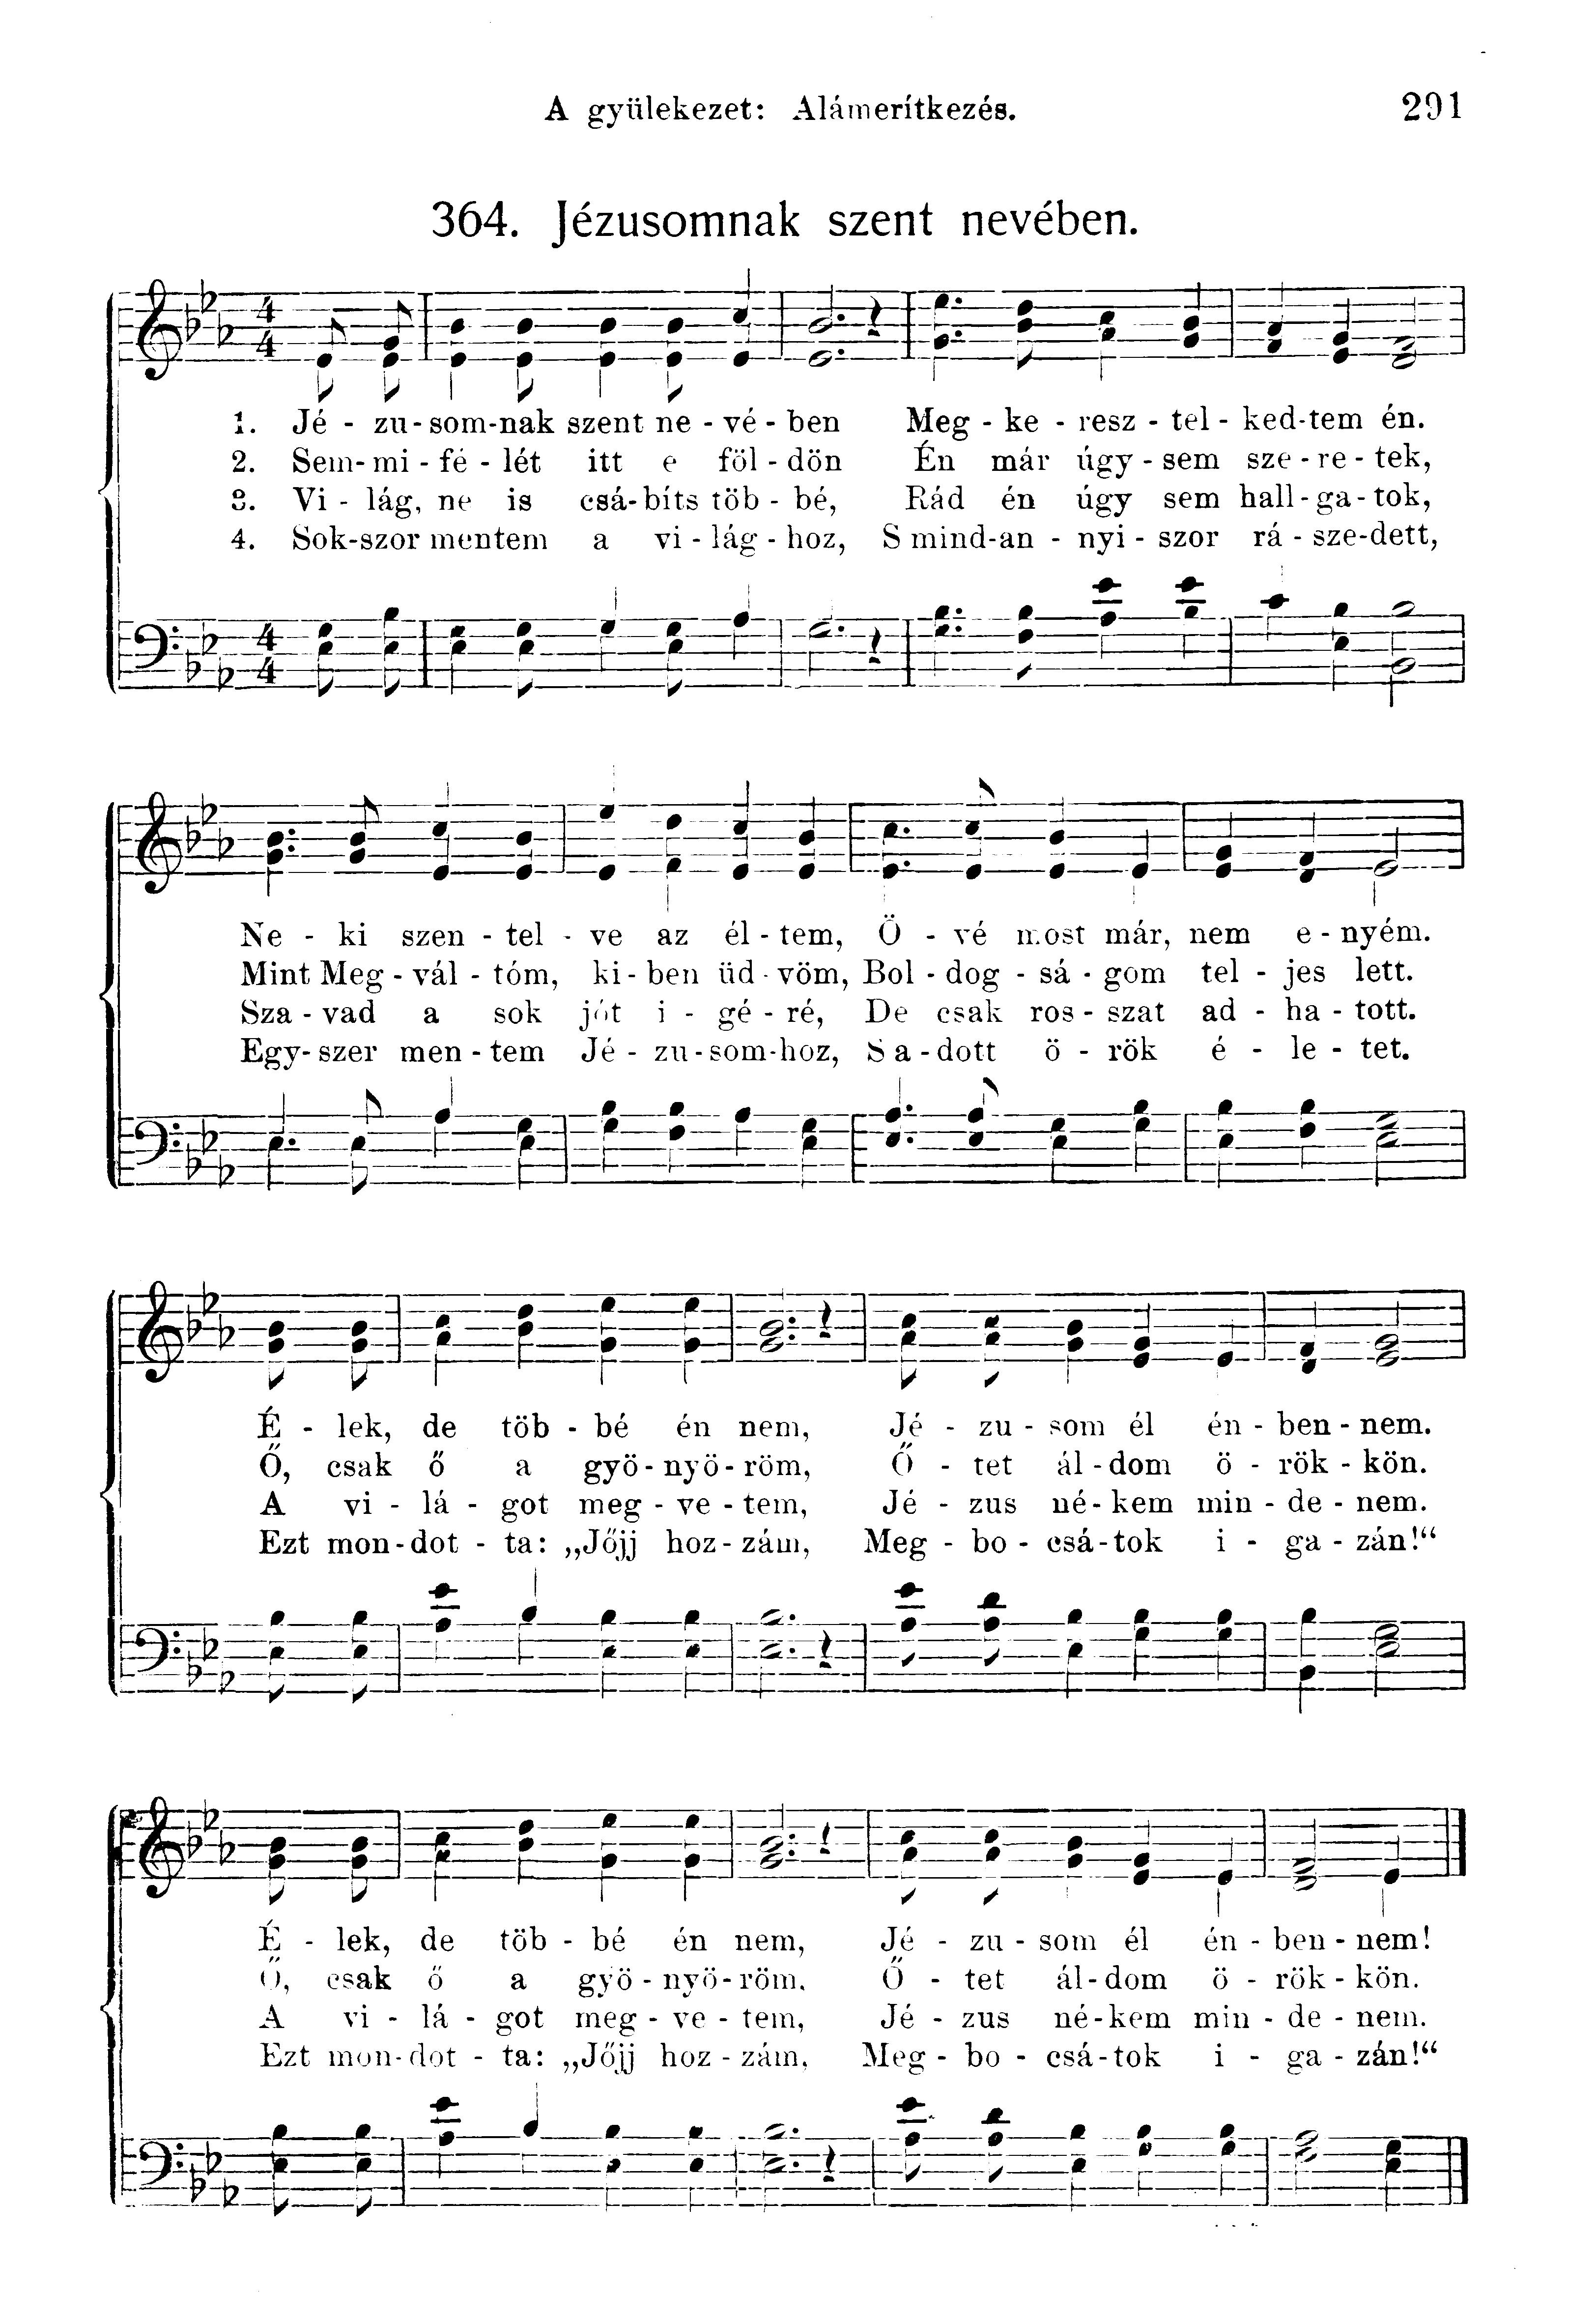 A gyülekezet: Alámerítkezés. 291
364. Jézusomnak szent nevében.
4 4
1. Jé - zu - som-nak szent ne - vé - ben Meg - ke - resz - tel - ked-tem én.
2. Sem-mi - fé - lét itt e föl - dön Én már úgy - sem sze - re - tek,
3. Vi - lág, ne is csá-bíts töb - bé, Rád én úgy sem hall - ga - tok,
4. Sok-szor mentem a vi - lág - hoz, S mind-an - nyi - szor rá - sze-dett,
4 4
Ne - ki szen - tel - ve az él - tem, Ö - vé most már, nem e - nyém.
Mint Meg - vál - tóm, ki - ben üd - vöm, Bol - dog - sá - gom tel - jes lett.
Sza - vad a sok jót i - gé - ré, De csak ros - szat ad - ha - tott.
Egy-szer men - tem Jé - zu - som-hoz, S a - dott ö - rök é - le - tet.
É - lek, de töb - bé én nem, Jé - zu - som él én - ben - nem.
Ő, csak ő a gyö - nyö - röm, Ő - tet ál - dom ö - rök - kön.
A vi - lá - got meg - ve - tem, Jé - zus né - kem min - de - nem.
Ezt mon-dot - ta: „Jőjj hoz - zám, Meg - bo - csá-tok i - ga - zán!“
É - lek, de töb - bé én nem, Jé - zu - som él én - ben - nem!
Ő, csak ő a gyö - nyö - röm. Ő - tet ál - dom ö - rök - kön.
A vi - lá - got meg - ve - tem, Jé - zus né - kem min - de - nem.
Ezt mon-dot - ta: „Jőjj hoz - zám, Meg - bo - csá-tok i - ga - zán!“